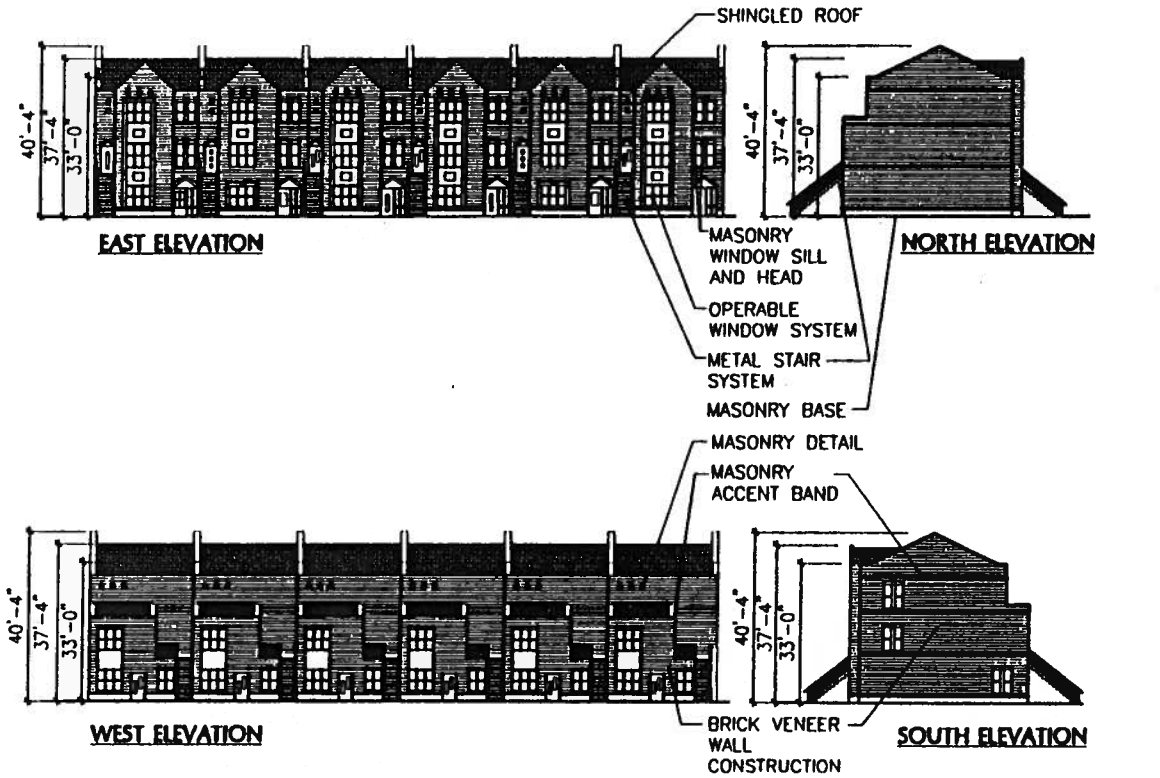 SHINGLED ROOF
40'-4"
37'-4"
33'-0"
40'-4"
37'-4"
33'-0"
EAST ELEVATION
MASONRY
WINDOW SILL
AND HEAD
NORTH ELEVATION
OPERABLE
WINDOW SYSTEM
METAL STAIR
SYSTEM
MASONRY BASE
MASONRY DETAIL
MASONRY
ACCENT BAND
40'-4"
37'-4"
33'-0"
40'-4"
37'-4"
33'-0"
WEST ELEVATION
BRICK VENEER
WALL
CONSTRUCTION
SOUTH ELEVATION